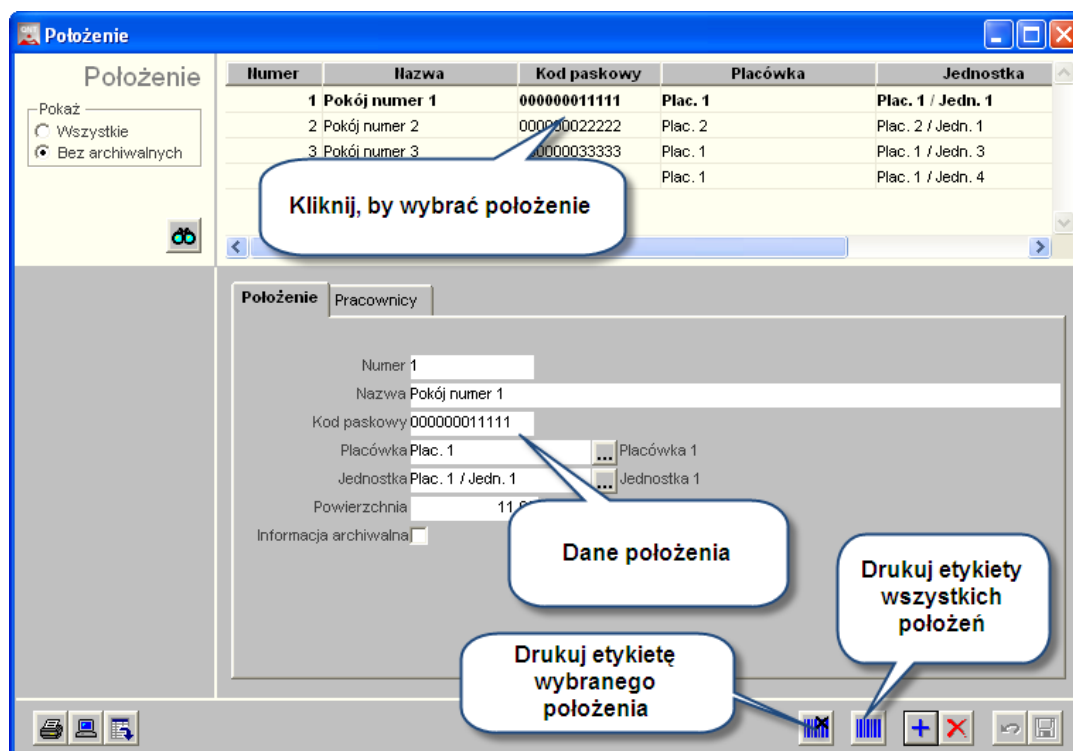 QNT Położenie
Położenie
Pokaż
Wszystkie
Bez archiwalnych
Numer Nazwa Kod paskowy Placówka Jednostka
1 Pokój numer 1 000000011111 Plac. 1 Plac. 1 / Jedn. 1
2 Pokój numer 2 000000022222 Plac. 2 Plac. 2 / Jedn. 1
3 Pokój numer 3 000000033333 Plac. 1 Plac. 1 / Jedn. 3
Plac. 1 Plac. 1 / Jedn. 4
Kliknij, by wybrać położenie
Położenie Pracownicy
Numer 1
Nazwa Pokój numer 1
Kod paskowy 000000011111
Placówka Plac. 1 ... Placówka 1
Jednostka Plac. 1 / Jedn. 1 ... Jednostka 1
Powierzchnia 11,
Informacja archiwalna
Dane położenia
Drukuj etykiety
wszystkich
położeń
Drukuj etykietę
wybranego
położenia